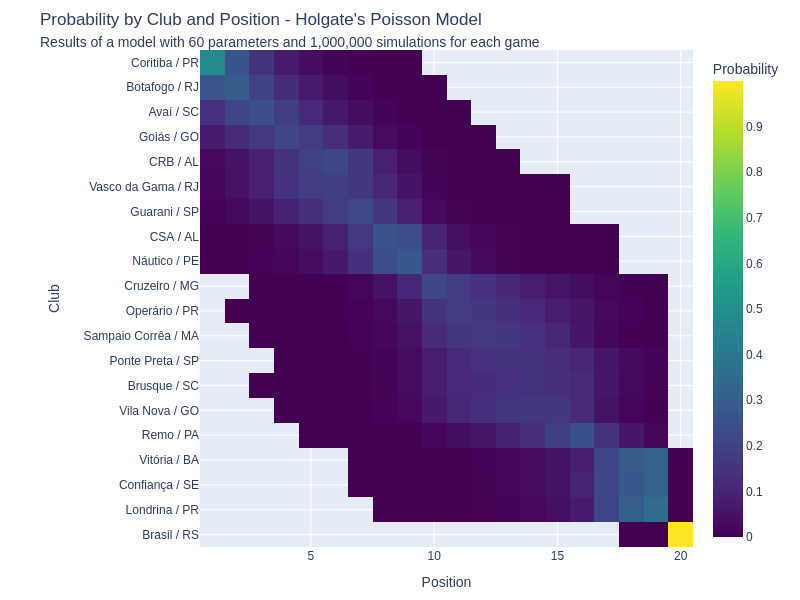 Probability by Club and Position - Holgate's Poisson Model
Results of a model with 60 parameters and 1,000,000 simulations for each game
Probability
Club
Coritiba / PR
Botafogo / RJ
Avaí / SC
Goiás / GO
CRB / AL
Vasco da Gama / RJ
Guarani / SP
CSA / AL
Náutico / PE
Cruzeiro / MG
Operário / PR
Sampaio Corrêa / MA
Ponte Preta / SP
Brusque / SC
Vila Nova / GO
Remo / PA
Vitória / BA
Confiança / SE
Londrina / PR
Brasil / RS
0.9
0.8
0.7
0.6
0.5
0.4
0.3
0.2
0.1
0
5 10 15 20
Position